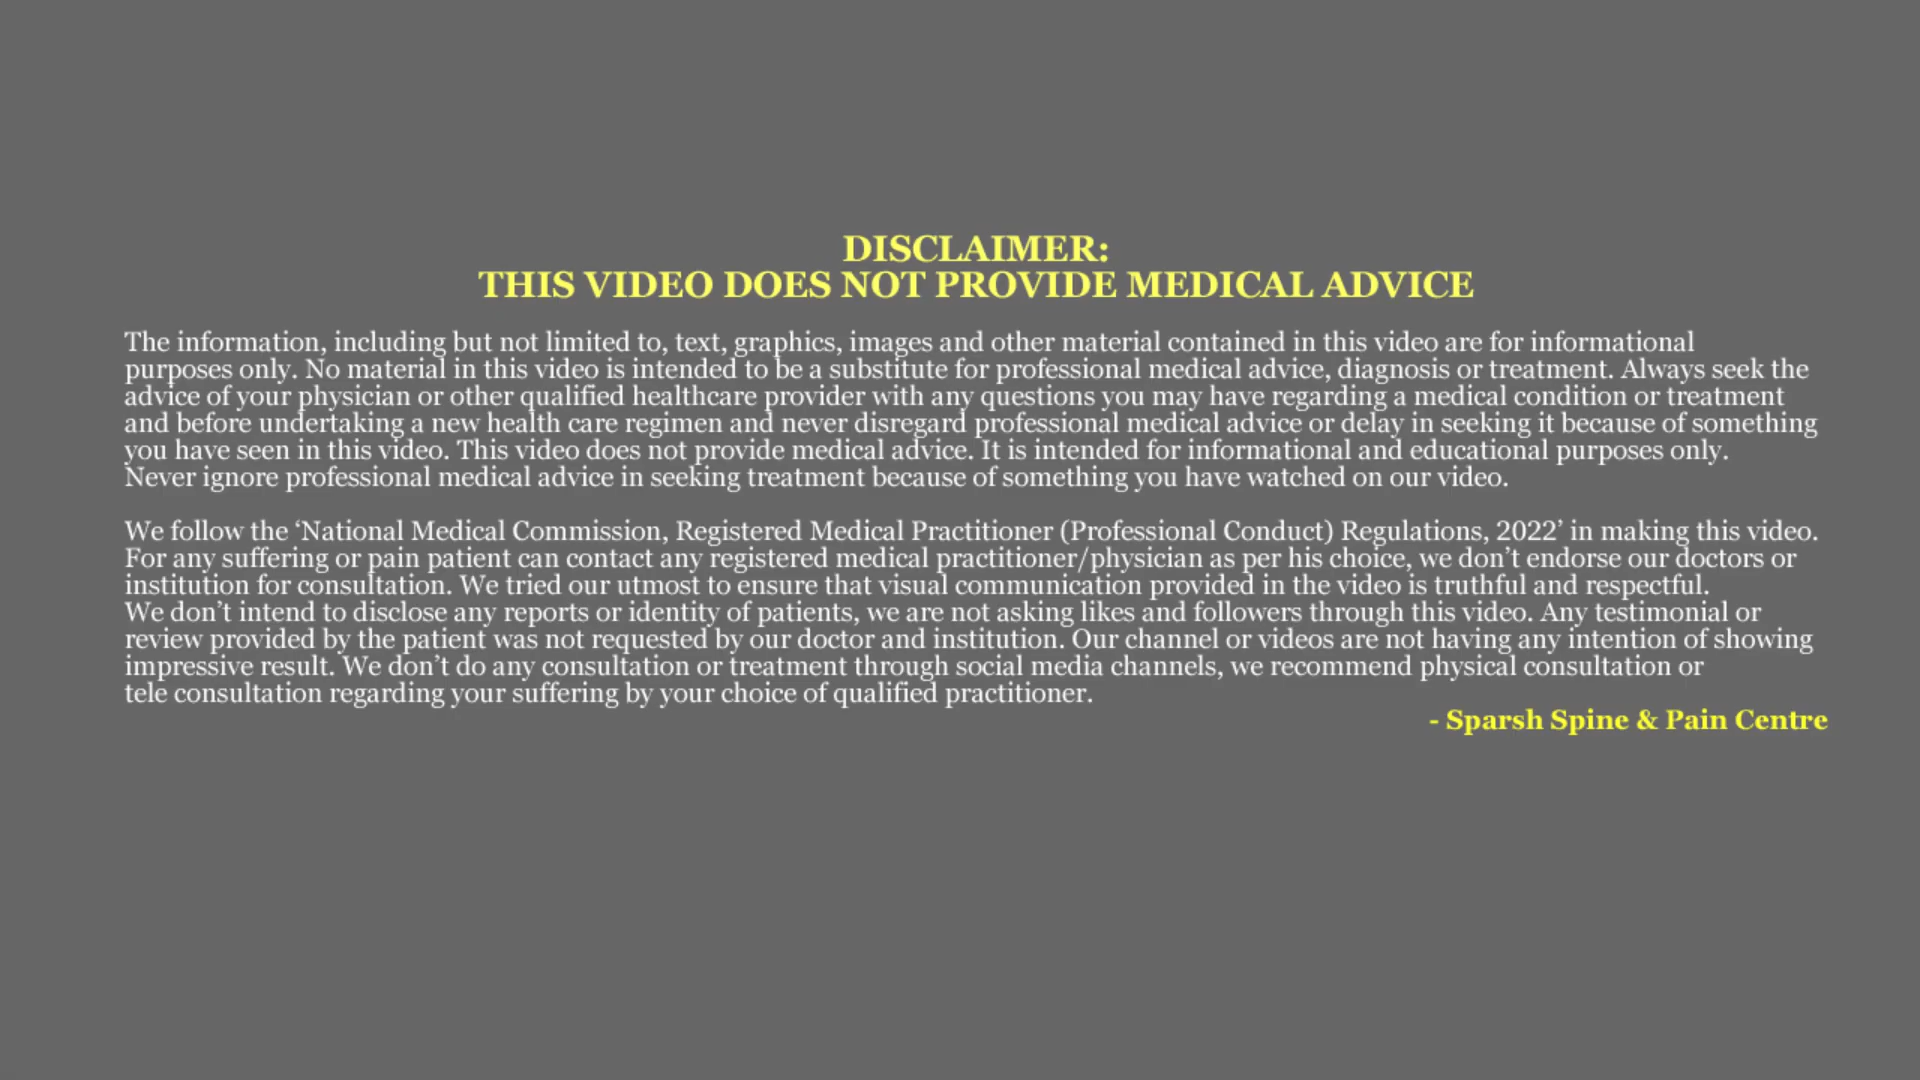 DISCLAIMER:
THIS VIDEO DOES NOT PROVIDE MEDICAL ADVICE
The information, including but not limited to, text, graphics, images and other material contained in this video are for informational
purposes only. No material in this video is intended to be a substitute for professional medical advice, diagnosis or treatment. Always seek the
advice of your physician or other qualified healthcare provider with any questions you may have regarding a medical condition or treatment
and before undertaking a new health care regimen and never disregard professional medical advice or delay in seeking it because of something
you have seen in this video. This video does not provide medical advice. It is intended for informational and educational purposes only.
Never ignore professional medical advice in seeking treatment because of something you have watched on our video.
We follow the ‘National Medical Commission, Registered Medical Practitioner (Professional Conduct) Regulations, 2022’ in making this video.
For any suffering or pain patient can contact any registered medical practitioner/physician as per his choice, we don’t endorse our doctors or
institution for consultation. We tried our utmost to ensure that visual communication provided in the video is truthful and respectful.
We don’t intend to disclose any reports or identity of patients, we are not asking likes and followers through this video. Any testimonial or
review provided by the patient was not requested by our doctor and institution. Our channel or videos are not having any intention of showing
impressive result. We don’t do any consultation or treatment through social media channels, we recommend physical consultation or
tele consultation regarding your suffering by your choice of qualified practitioner.
- Sparsh Spine & Pain Centre